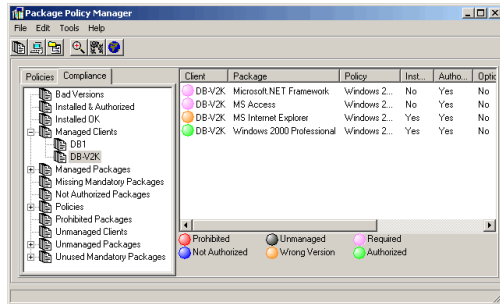 Package Policy Manager
File Edit Tools Help
Policies Compliance
Bad Versions
Installed & Authorized
Installed OK
Managed Clients
DB1
DB-V2K
Managed Packages
Missing Mandatory Packages
Not Authorized Packages
Policies
Prohibited Packages
Unmanaged Clients
Unmanaged Packages
Unused Mandatory Packages
Client Package Policy Inst... Autho... Optic
DB-V2K Microsoft.NET Framework Windows 2... No Yes No
DB-V2K MS Access Windows 2... No Yes No
DB-V2K MS Internet Explorer Windows 2... Yes Yes No
DB-V2K Windows 2000 Professional Windows 2... Yes Yes No
Prohibited Unmanaged Required
Not Authorized Wrong Version Authorized